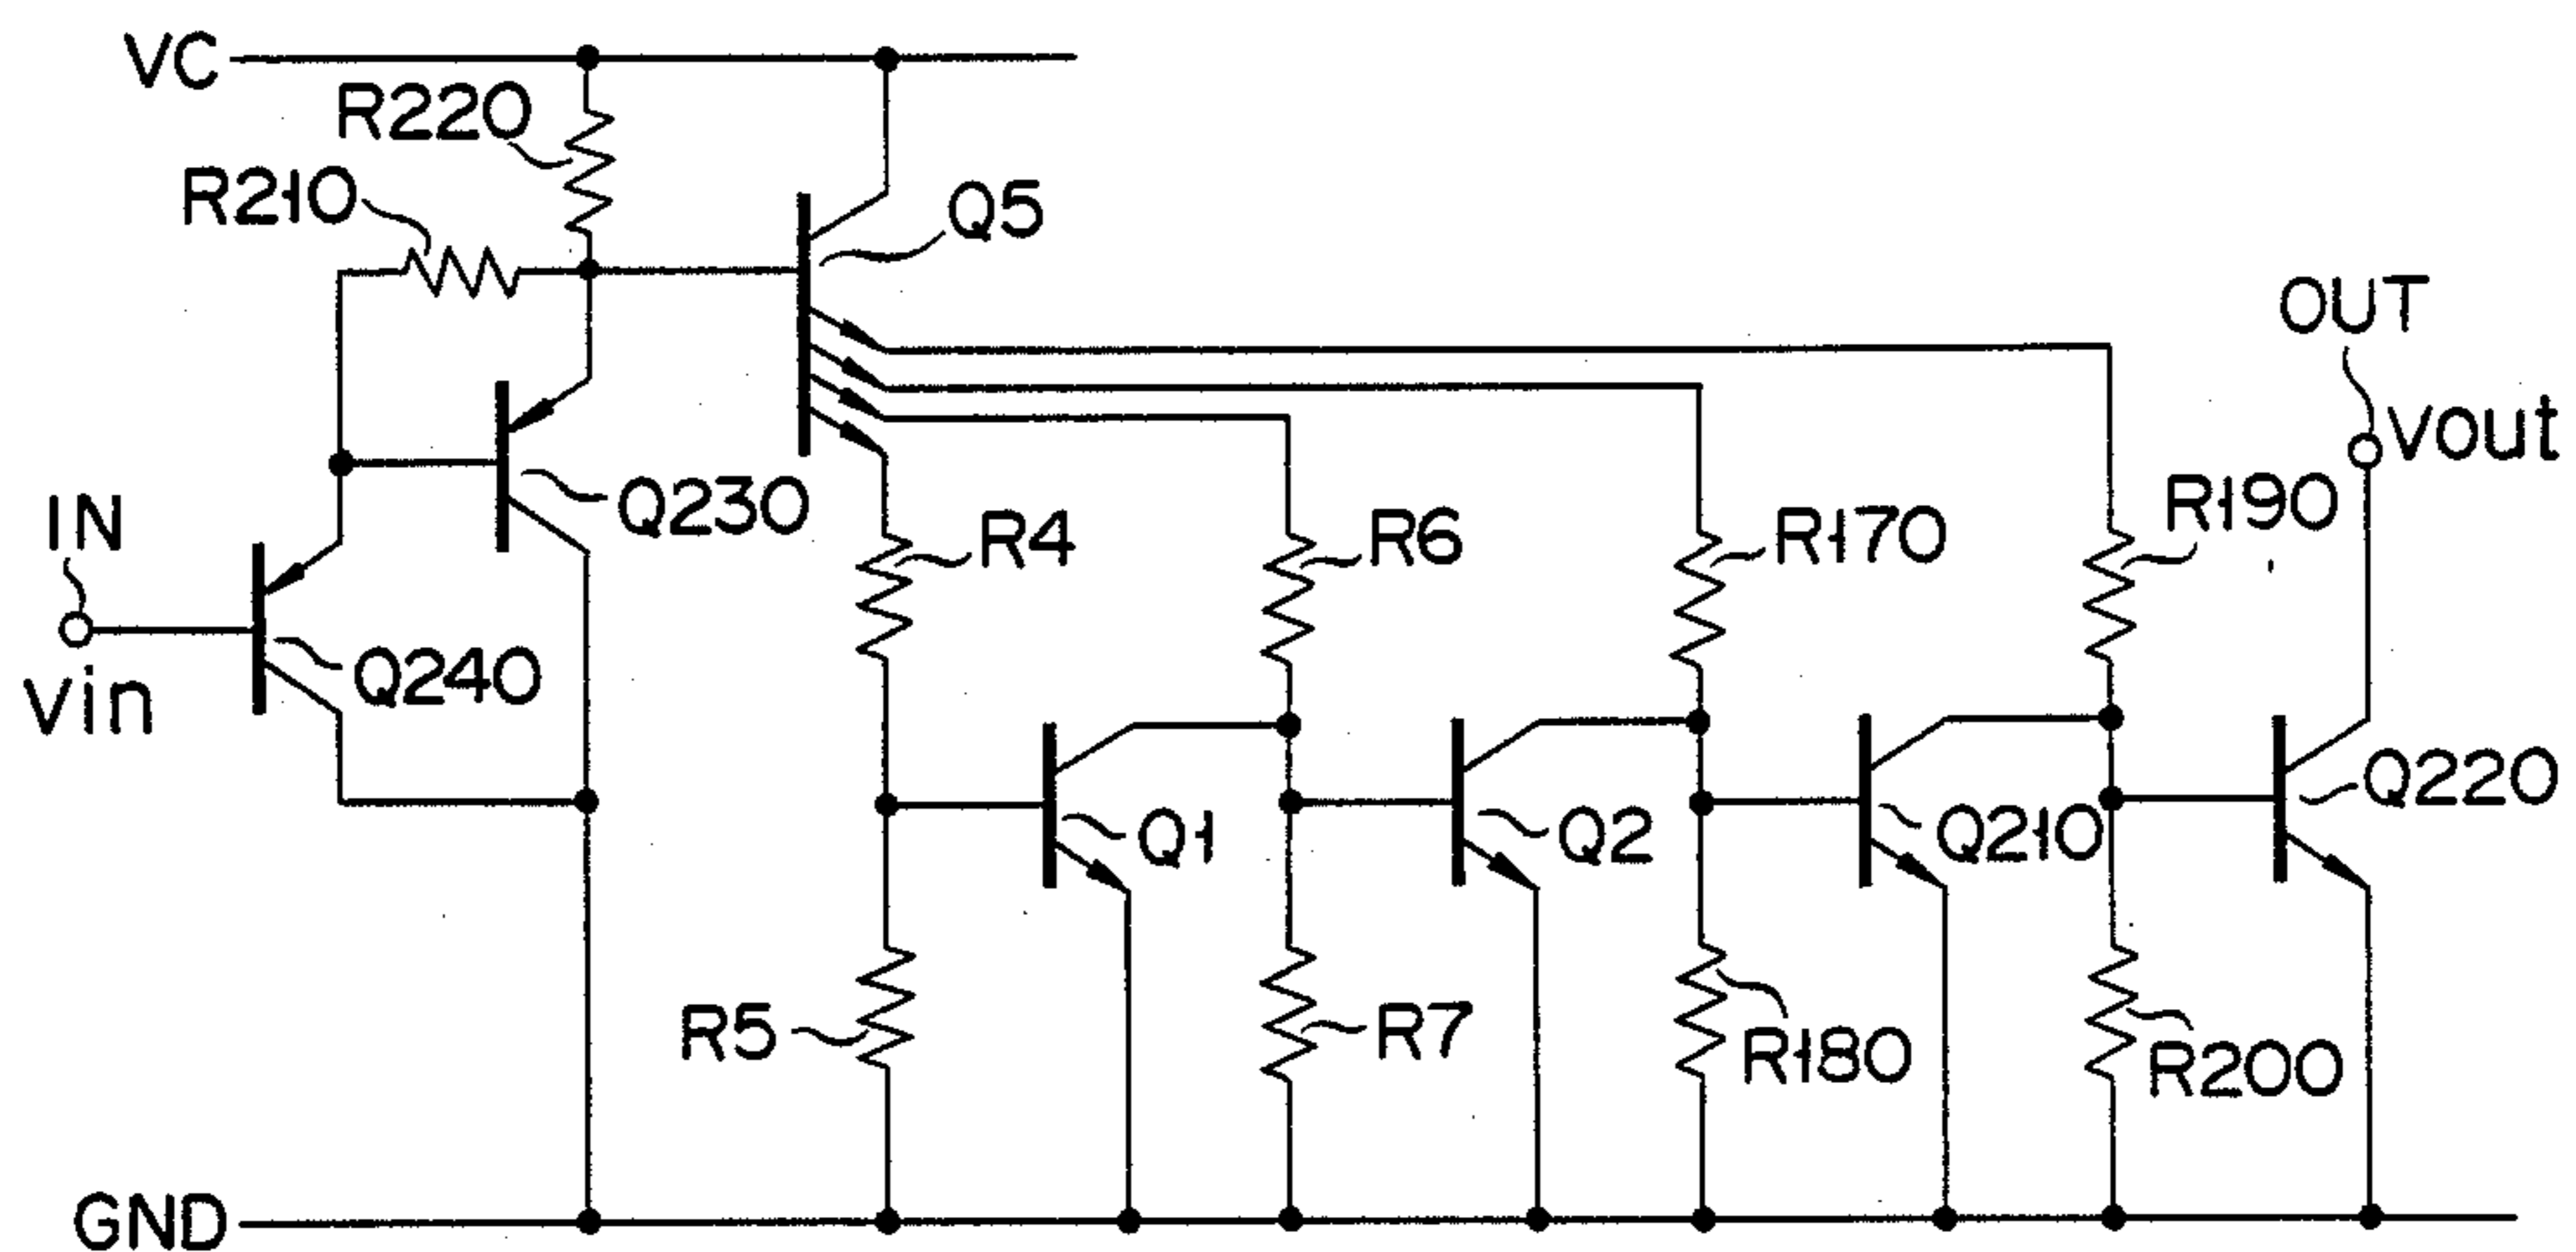 VC
R220
R210
Q5
OUT
Vout
IN
Vin
Q230
Q240
R4
R6
R170
R190
Q1
Q2
Q210
Q220
R5
R7
R180
R200
GND